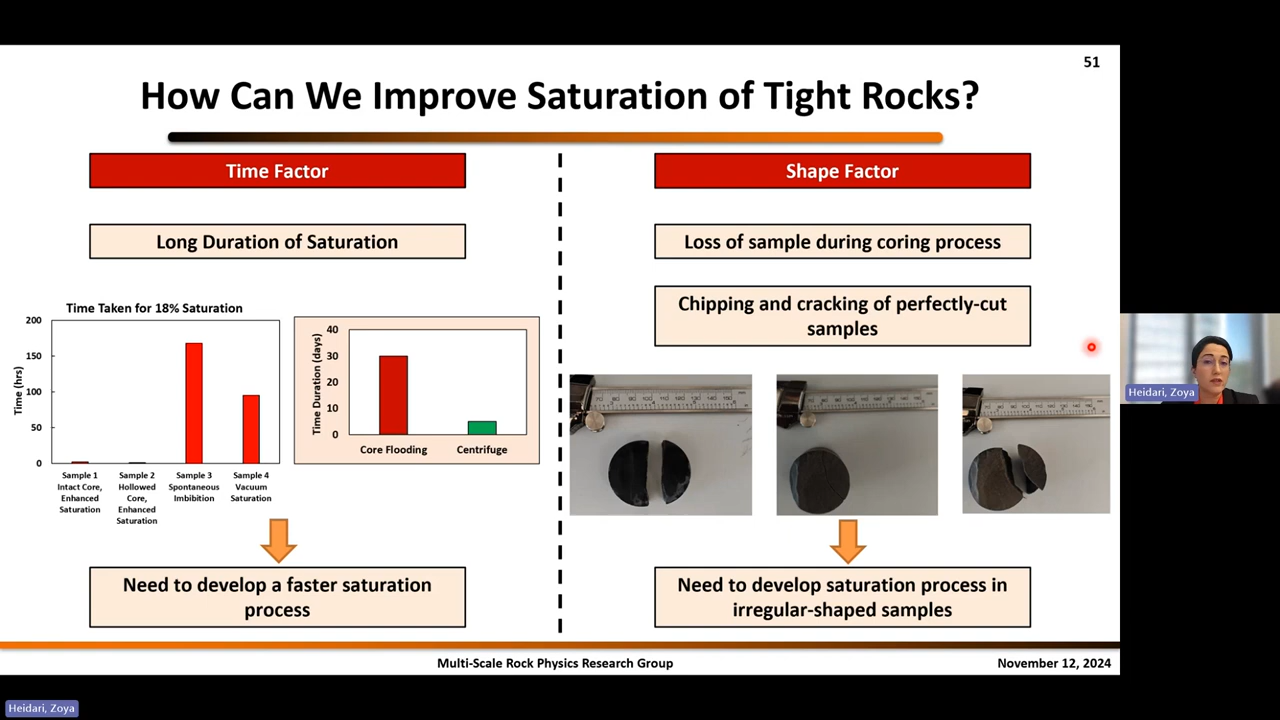 51
How Can We Improve Saturation of Tight Rocks?
Time Factor
Long Duration of Saturation
Time Taken for 18% Saturation
Time (hrs)
200
150
100
50
0
Sample 1
Intact Core,
Enhanced
Saturation
Sample 2
Hollowed
Core,
Enhanced
Saturation
Sample 3
Spontaneous
Imbibition
Sample 4
Vacuum
Saturation
Time Duration (days)
40
30
20
10
0
Core Flooding
Centrifuge
Need to develop a faster saturation
process
Shape Factor
Loss of sample during coring process
Chipping and cracking of perfectly-cut
samples
Need to develop saturation process in
irregular-shaped samples
Multi-Scale Rock Physics Research Group
November 12, 2024
Heidari, Zoya
Heidari, Zoya